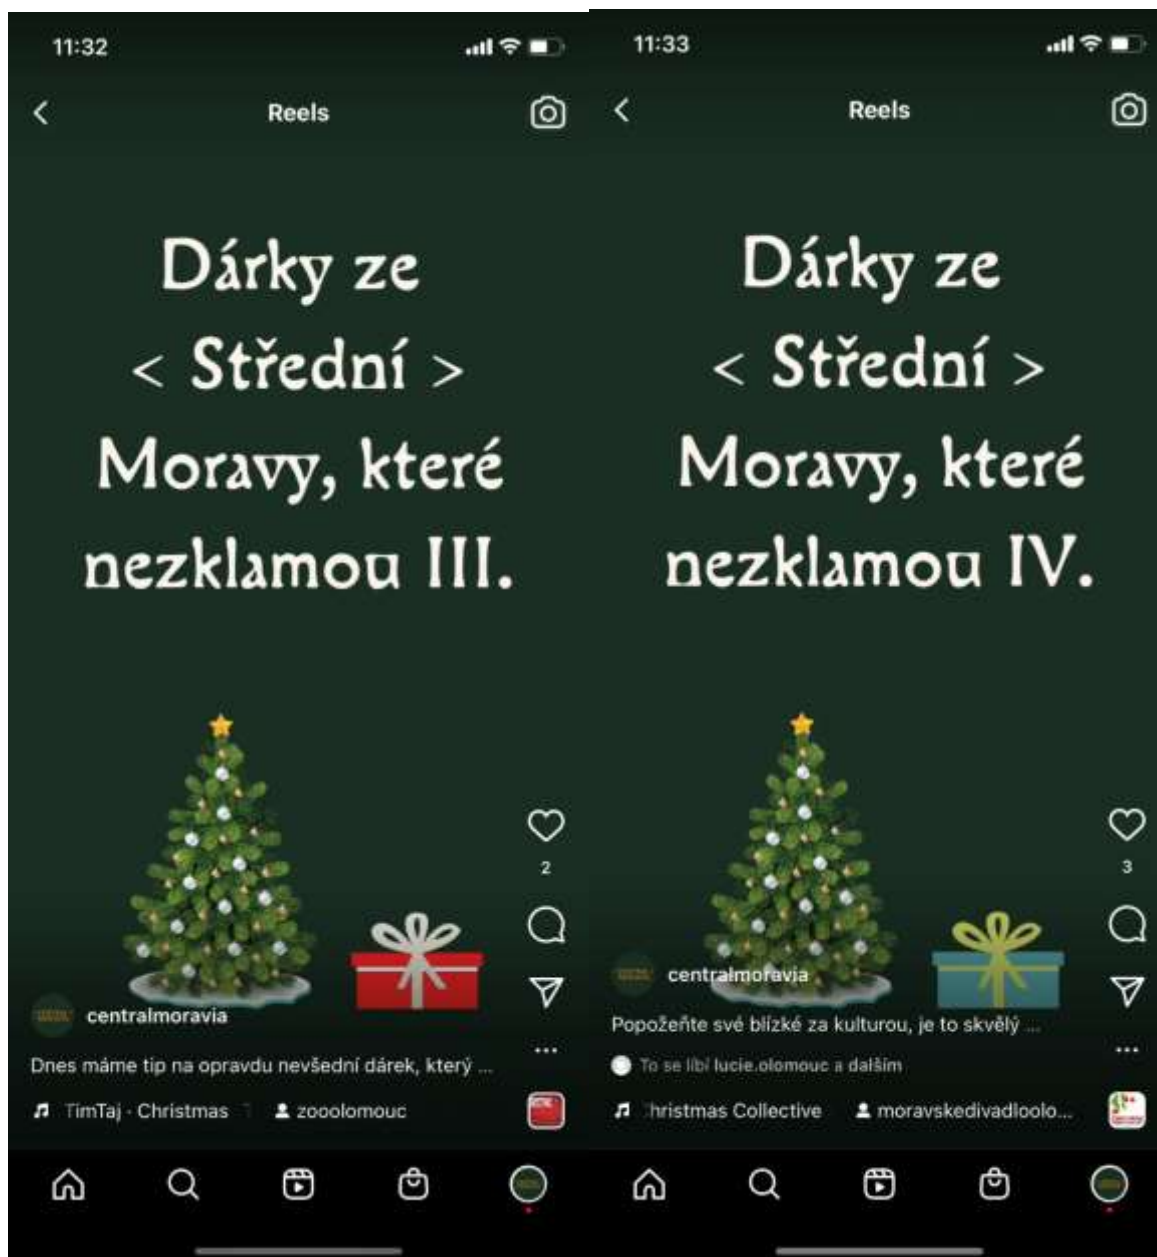 11:32
Reels
Dárky ze
< Střední >
Moravy, které
nezklamou III.
2
centralmoravia
Dnes máme tip na opravdu nevšední dárek, který ...
TimTaj - Christmas
zooolomouc
11:33
Reels
Dárky ze
< Střední >
Moravy, které
nezklamou IV.
3
centralmoravia
Popožeňte své blízké za kulturou, je to skvělý ...
To se líbí lucie.olomouc a dalším
hristmas Collective
moravskedivadloolo...